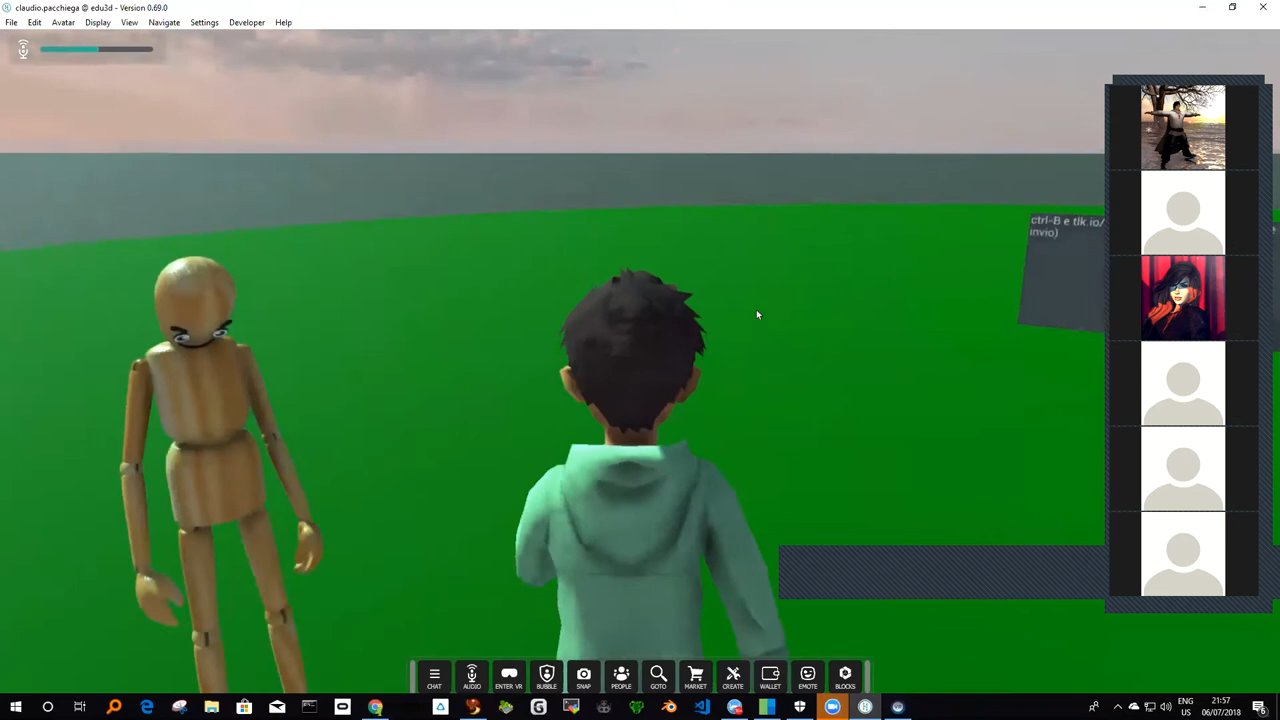 claudio.pacchiega @ edu3d - Version 0.69.0
File Edit Avatar Display View Navigate Settings Developer Help
ctrl-B e tlk.io/
invio)
CHAT AUDIO ENTER VR BUBBLE SNAP PEOPLE GOTO MARKET CREATE WALLET EMOTE BLOCKS
ENG 21:57
US 06/07/2018